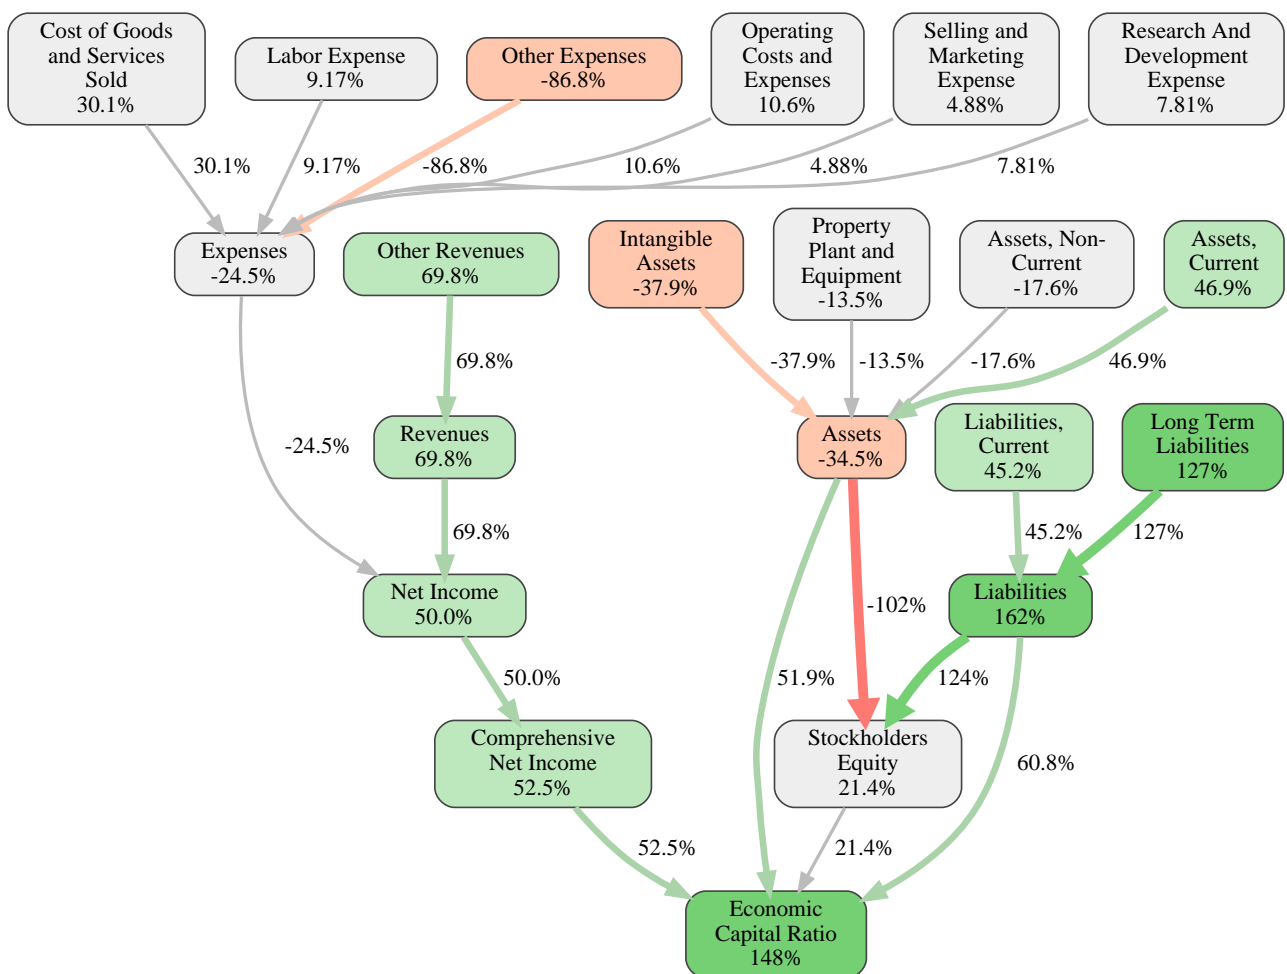 Cost of Goods
and Services
Sold
30.1%
Labor Expense
9.17%
Other Expenses
-86.8%
Operating
Costs and
Expenses
10.6%
Selling and
Marketing
Expense
4.88%
Research And
Development
Expense
7.81%
30.1%
9.17%
-86.8%
10.6%
4.88%
7.81%
Expenses
-24.5%
Other Revenues
69.8%
Intangible
Assets
-37.9%
Property
Plant and
Equipment
-13.5%
Assets, Non-
Current
-17.6%
Assets,
Current
46.9%
69.8%
-37.9%
-13.5%
-17.6%
46.9%
-24.5%
Revenues
69.8%
Assets
-34.5%
Liabilities,
Current
45.2%
Long Term
Liabilities
127%
69.8%
45.2%
127%
Net Income
50.0%
-102%
Liabilities
162%
50.0%
51.9%
124%
Comprehensive
Net Income
52.5%
Stockholders
Equity
21.4%
60.8%
52.5%
21.4%
Economic
Capital Ratio
148%